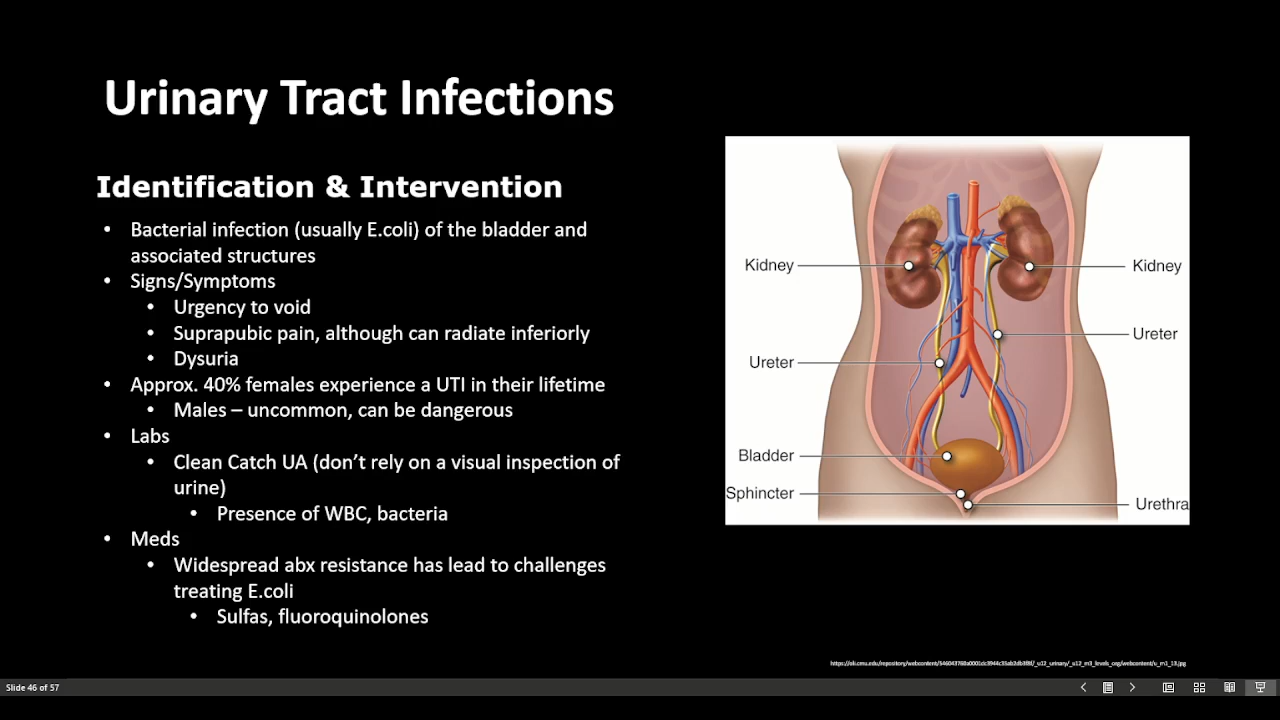 Urinary Tract Infections
Identification & Intervention
• Bacterial infection (usually E.coli) of the bladder and
associated structures
• Signs/Symptoms
• Urgency to void
• Suprapubic pain, although can radiate inferiorly
• Dysuria
• Approx. 40% females experience a UTI in their lifetime
• Males – uncommon, can be dangerous
• Labs
• Clean Catch UA (don’t rely on a visual inspection of
urine)
• Presence of WBC, bacteria
• Meds
• Widespread abx resistance has lead to challenges
treating E.coli
• Sulfas, fluoroquinolones
Kidney
Kidney
Ureter
Ureter
Bladder
Sphincter
Urethra
Slide 46 of 57